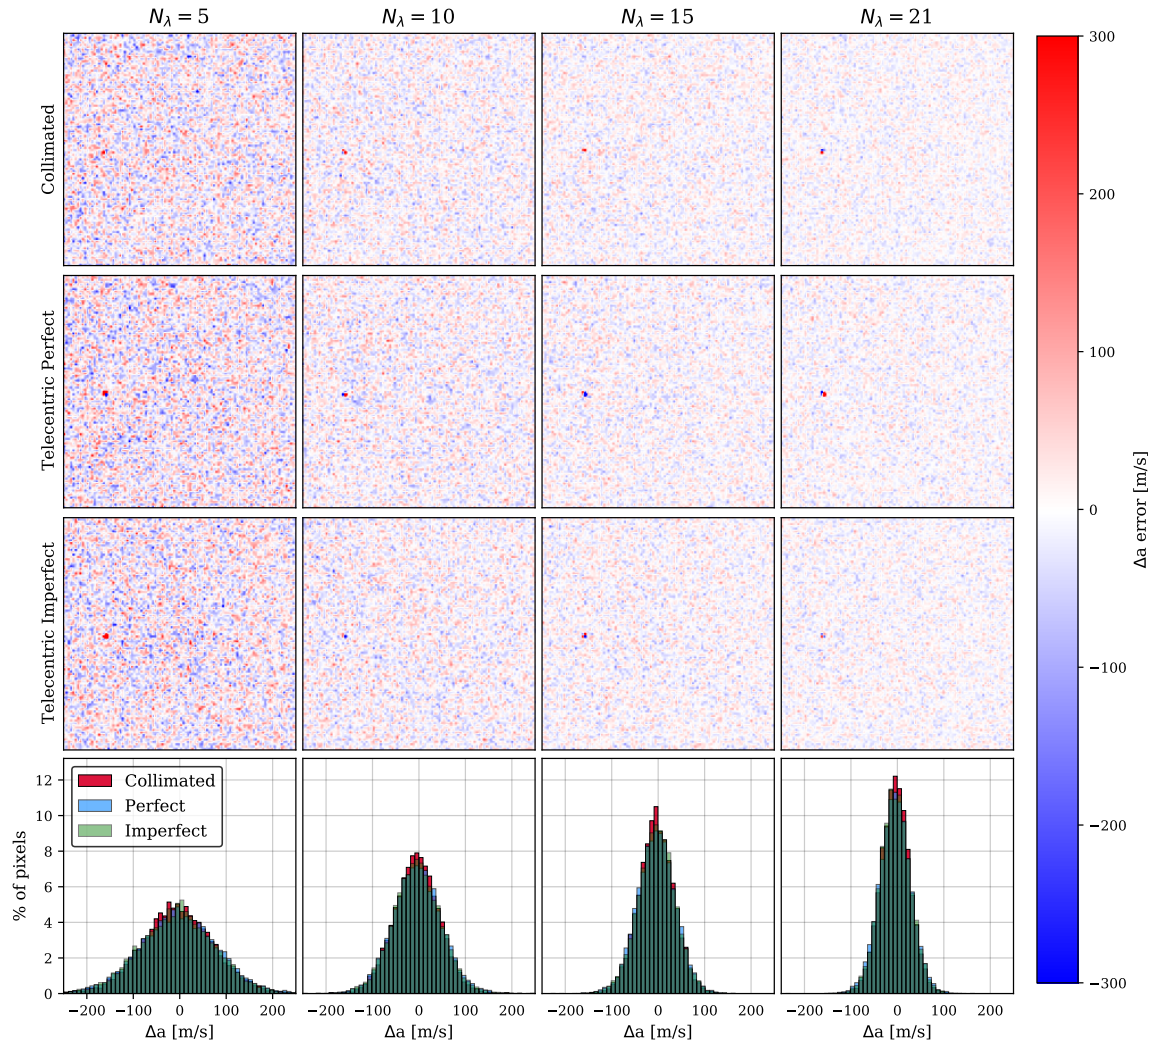 N_λ = 5
N_λ = 10
N_λ = 15
N_λ = 21
Collimated
Telecentric Perfect
Telecentric Imperfect
300
200
100
0
−100
−200
−300
Δa error [m/s]
% of pixels
12
10
8
6
4
2
0
Collimated
Perfect
Imperfect
−200 −100 0 100 200
−200 −100 0 100 200
−200 −100 0 100 200
−200 −100 0 100 200
Δa [m/s]
Δa [m/s]
Δa [m/s]
Δa [m/s]